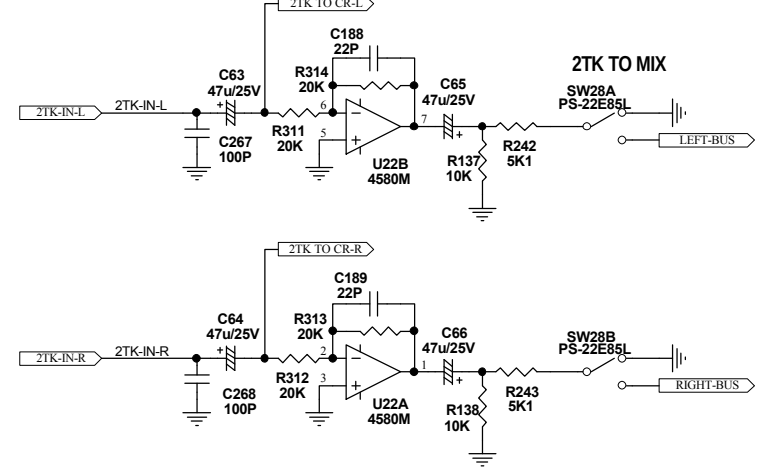 2TK TO CR-L
C188
22P
2TK TO MIX
C63
47u/25V
R314
20K
C65
47u/25V
SW28A
PS-22E85L
2TK-IN-L
2TK-IN-L
+
6
−
7
5
+
+
C267
100P
R311
20K
U22B
4580M
R137
10K
R242
5K1
LEFT-BUS
2TK TO CR-R
C189
22P
C64
47u/25V
R313
20K
C66
47u/25V
SW28B
PS-22E85L
2TK-IN-R
2TK-IN-R
+
2
−
1
3
+
+
C268
100P
R312
20K
U22A
4580M
R138
10K
R243
5K1
RIGHT-BUS